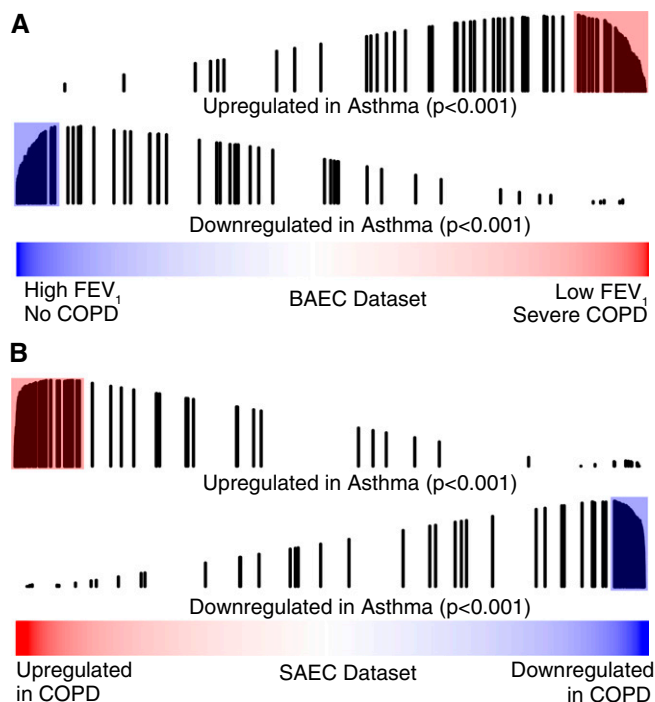 A
Upregulated in Asthma (p<0.001)
Downregulated in Asthma (p<0.001)
High FEV₁
No COPD
BAEC Dataset
Low FEV₁
Severe COPD
B
Upregulated in Asthma (p<0.001)
Downregulated in Asthma (p<0.001)
Upregulated
in COPD
SAEC Dataset
Downregulated
in COPD